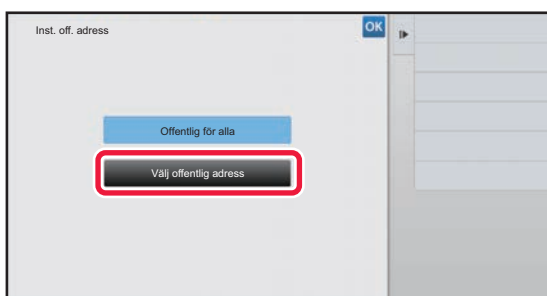 Inst. off. adress
OK
Offentlig för alla
Välj offentlig adress